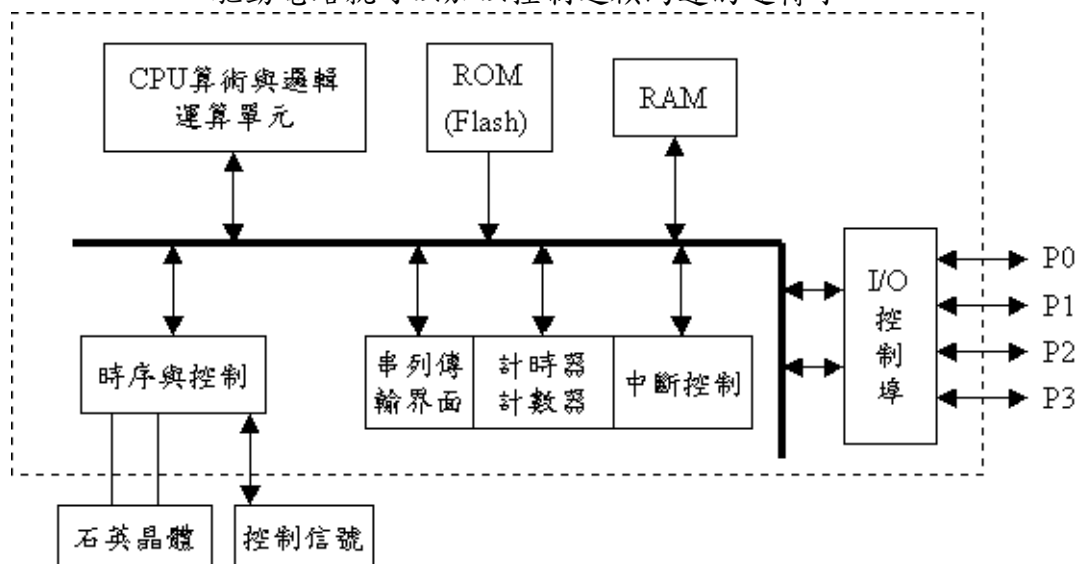 CPU算術與邏輯
運算單元
ROM
(Flash)
RAM
I/O
控
制
埠
P0
P1
P2
P3
時序與控制
串列傳
輸界面
計時器
計數器
中斷控制
石英晶體
控制信號